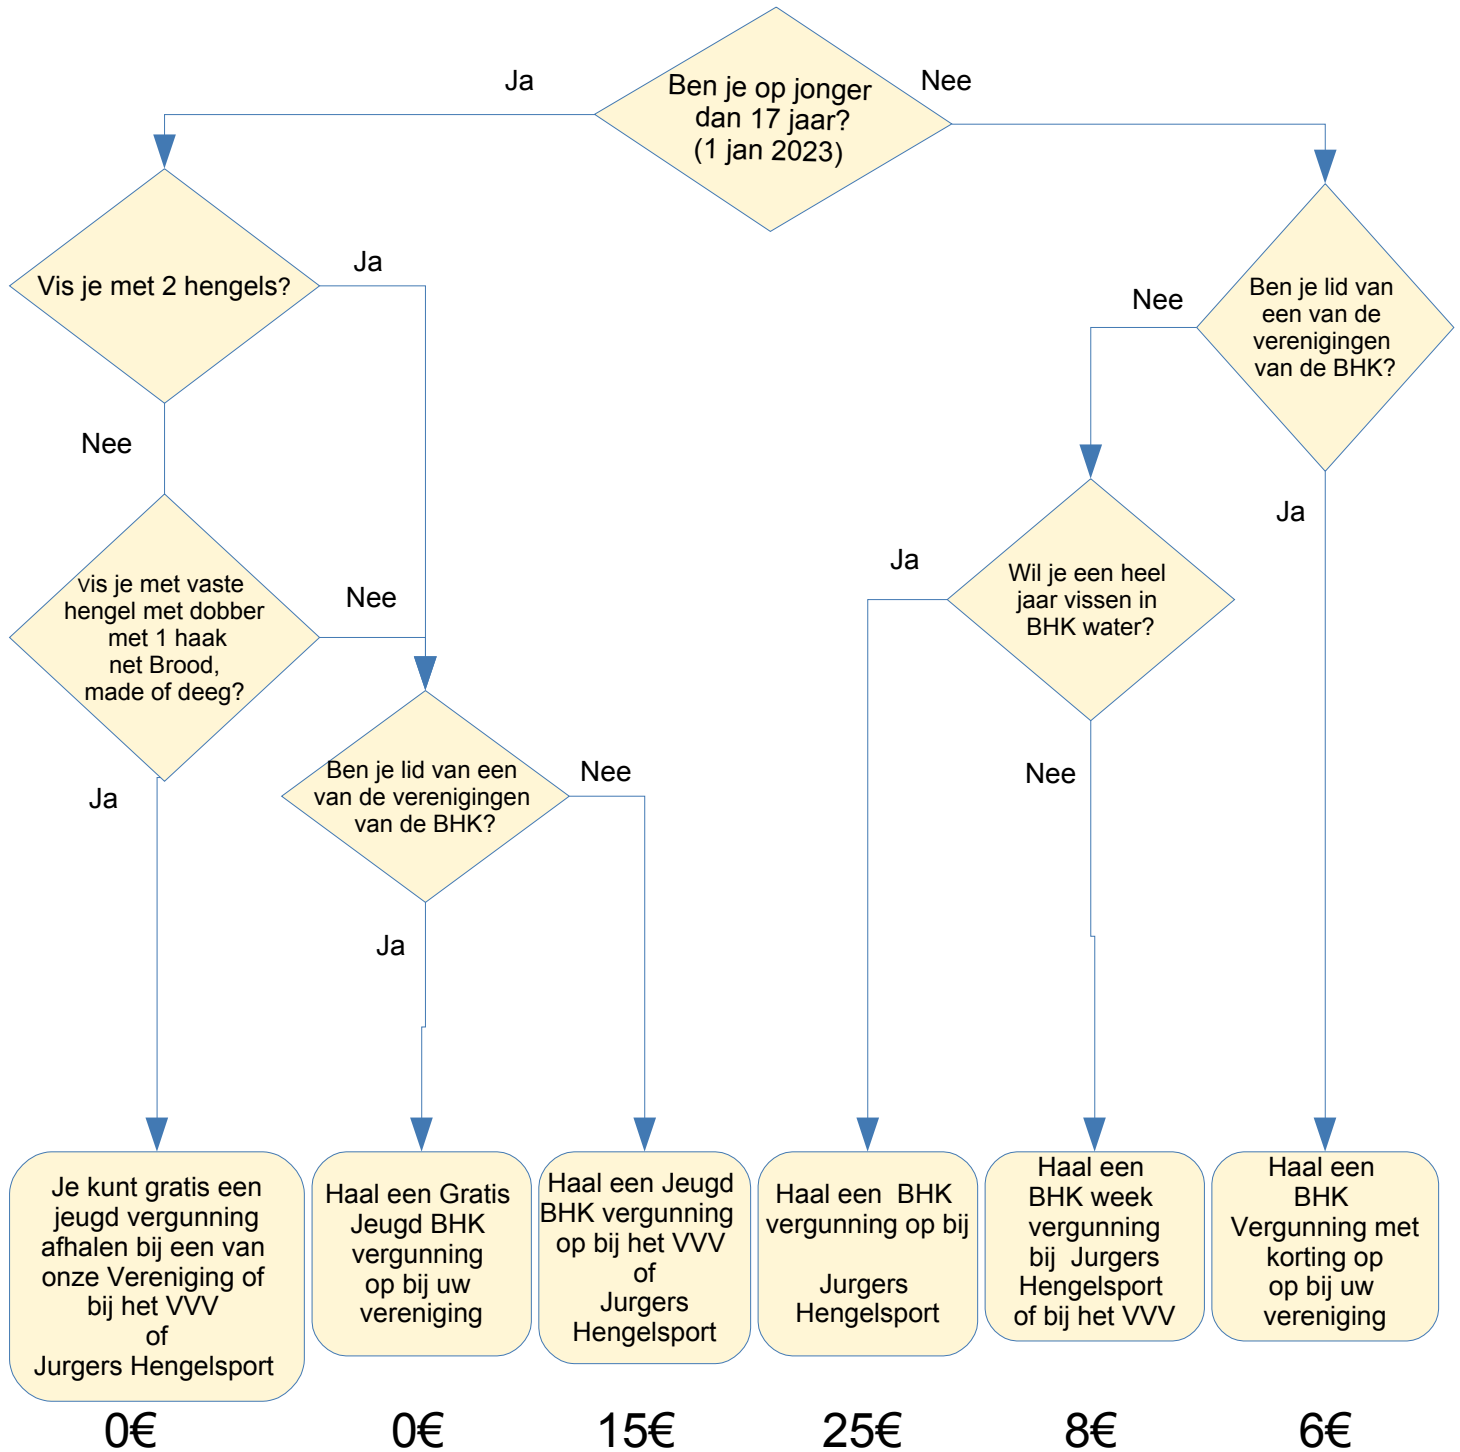 Ja
Ben je op jonger
dan 17 jaar?
(1 jan 2023)
Nee
Vis je met 2 hengels?
Ja
Nee
Ben je lid van
een van de
verenigingen
van de BHK?
Nee
Ja
vis je met vaste
hengel met dobber
met 1 haak
net Brood,
made of deeg?
Nee
Ja
Wil je een heel
jaar vissen in
BHK water?
Ja
Nee
Ben je lid van een
van de verenigingen
van de BHK?
Nee
Ja
Je kunt gratis een
jeugd vergunning
afhalen bij een van
onze Vereniging of
bij het VVV
of
Jurgers Hengelsport
Haal een Gratis
Jeugd BHK
vergunning
op bij uw
vereniging
Haal een Jeugd
BHK vergunning
op bij het VVV
of
Jurgers
Hengelsport
Haal een BHK
vergunning op bij
Jurgers
Hengelsport
Haal een
BHK week
vergunning
bij Jurgers
Hengelsport
of bij het VVV
Haal een
BHK
Vergunning met
korting op
op bij uw
vereniging
0€
0€
15€
25€
8€
6€